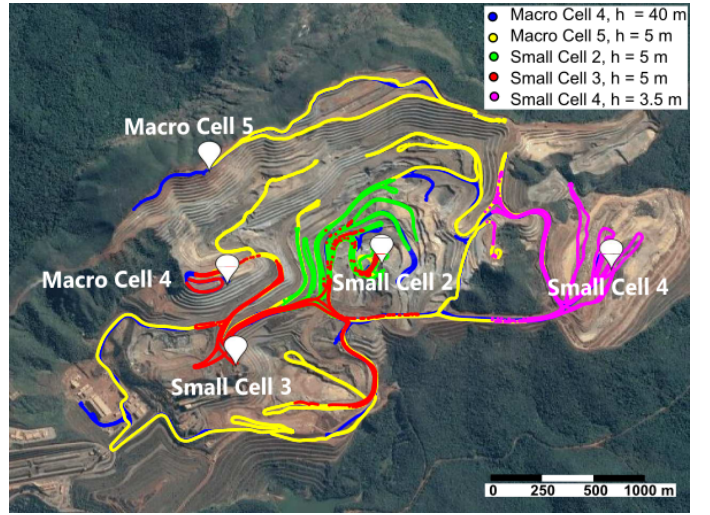 Macro Cell 4, h = 40 m
Macro Cell 5, h = 5 m
Small Cell 2, h = 5 m
Small Cell 3, h = 5 m
Small Cell 4, h = 3.5 m
Macro Cell 5
Macro Cell 4
Small Cell 2
Small Cell 4
Small Cell 3
0 250 500 1000 m